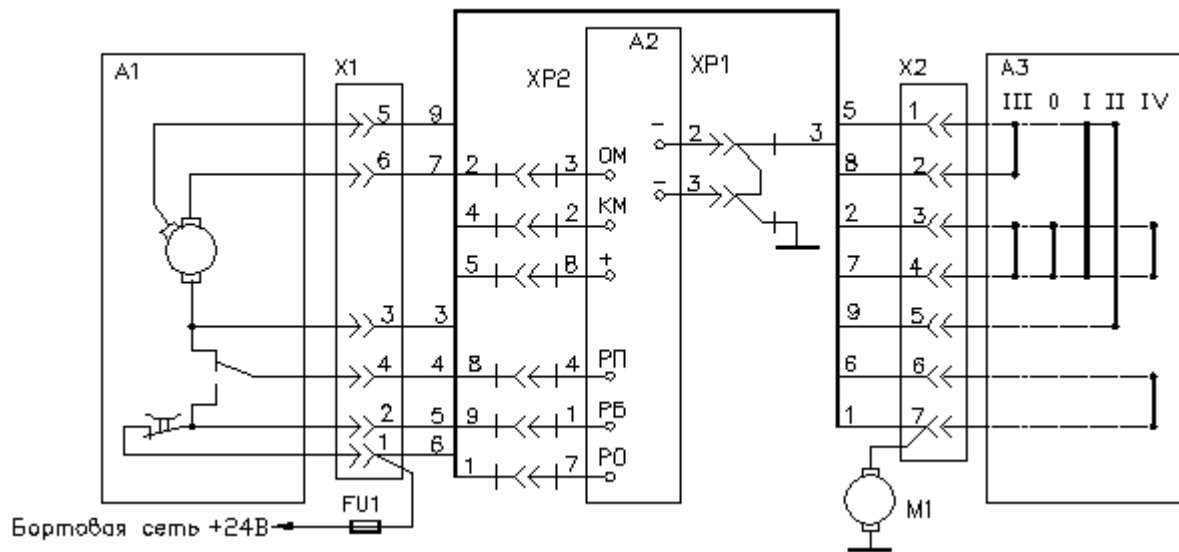 A1 X1 XP2 A2 XP1 X2 A3
III 0 I II IV
5 9 – 2 3 5 1
6 7 2 3 ОМ 8 2
4 2 КМ – 3 2 3
5 8 + 7 4
3 3 9 5
4 4 8 4 РП 6 6
2 5 9 1 РБ 1 7
1 6
1 7 РО
FU1 M1
Бортовая сеть +24В